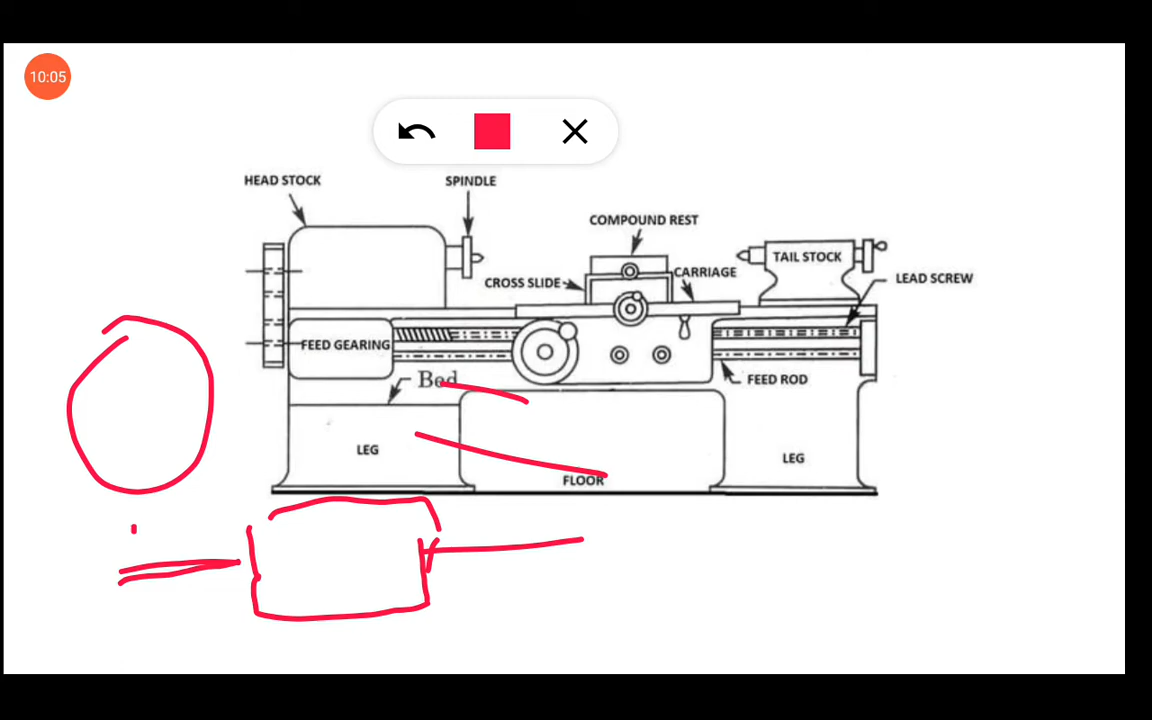 10:05
HEAD STOCK
SPINDLE
COMPOUND REST
TAIL STOCK
CROSS SLIDE
CARRIAGE
LEAD SCREW
FEED GEARING
Bed
FEED ROD
LEG
LEG
FLOOR